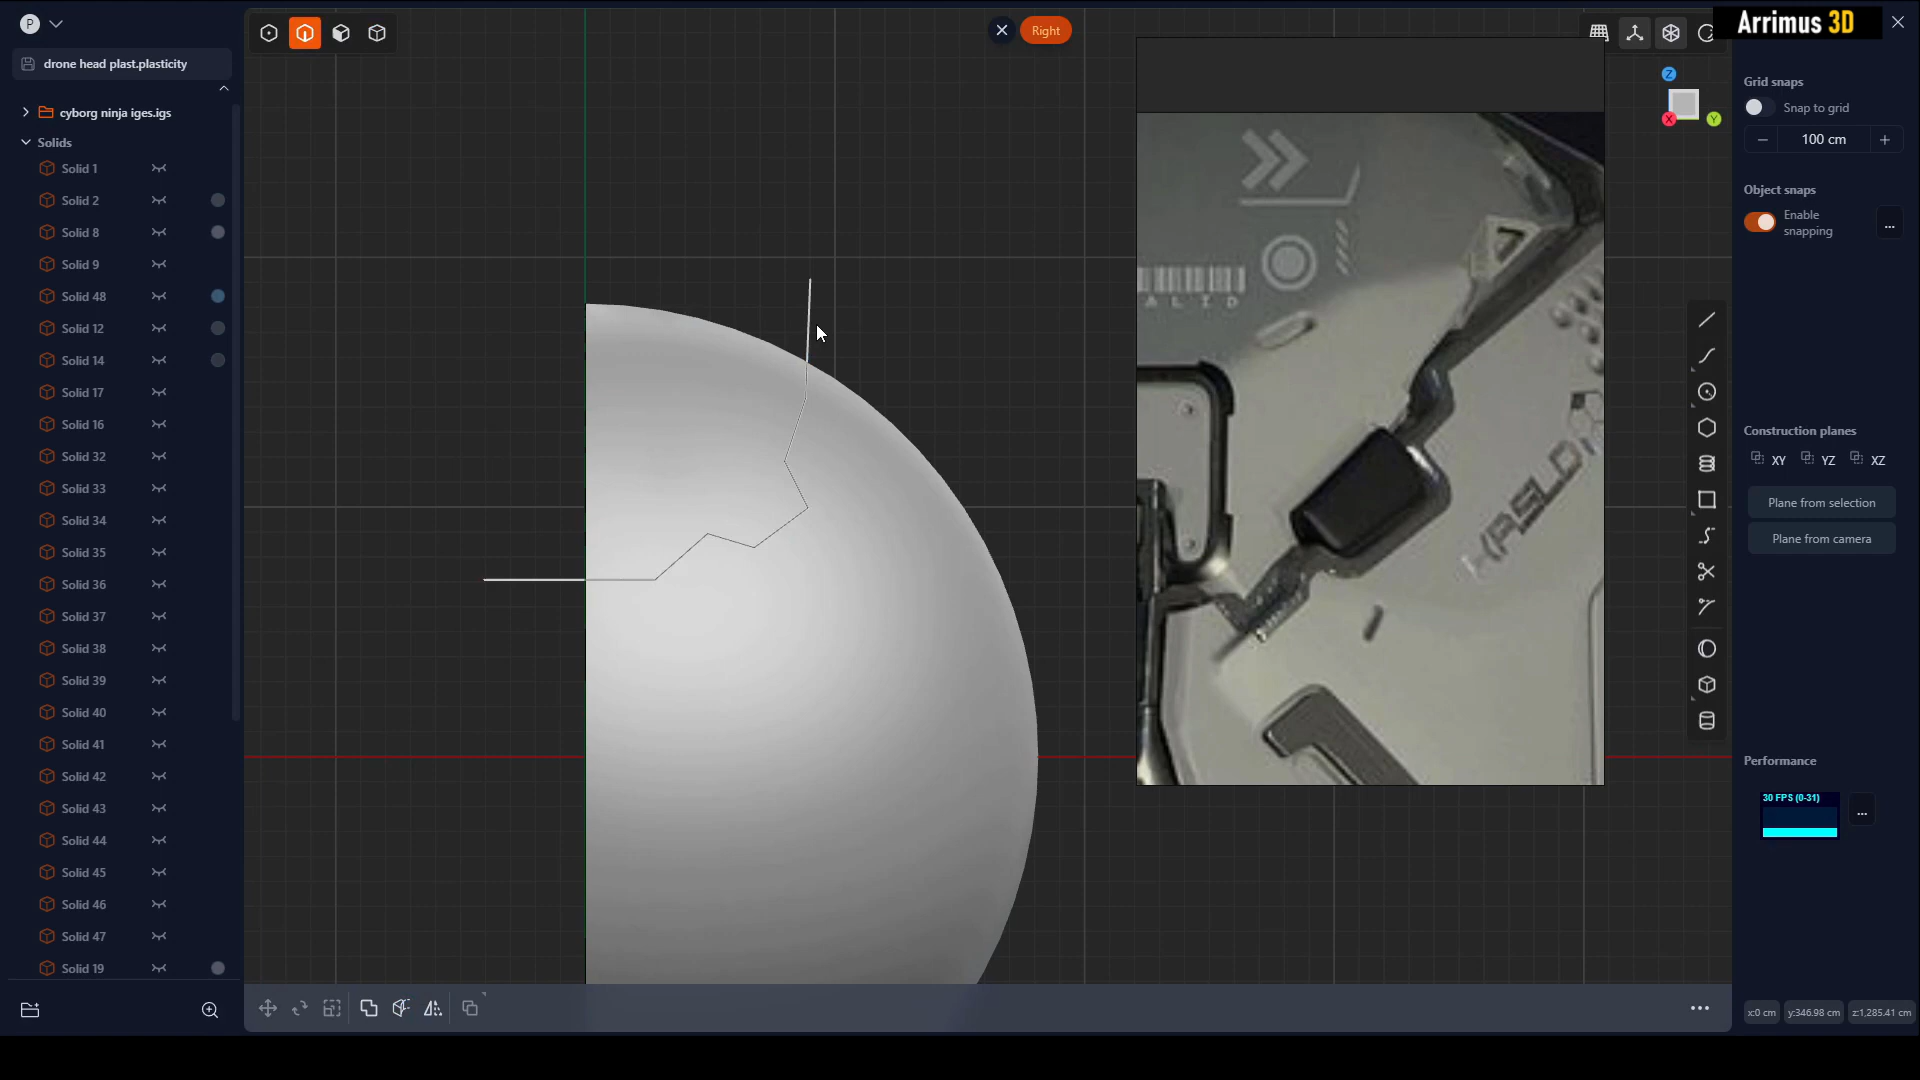 P
drone head plast.plasticity
cyborg ninja iges.igs
Solids
Solid 1
Solid 2
Solid 8
Solid 9
Solid 48
Solid 12
Solid 14
Solid 17
Solid 16
Solid 32
Solid 33
Solid 34
Solid 35
Solid 36
Solid 37
Solid 38
Solid 39
Solid 40
Solid 41
Solid 42
Solid 43
Solid 44
Solid 45
Solid 46
Solid 47
Solid 19
Right
Arrimus 3D
Z
X
Y
ALTD
Grid snaps
Snap to grid
100 cm
Object snaps
Enable
snapping
...
Construction planes
XY YZ XZ
Plane from selection
Plane from camera
Performance
30 FPS (0-31)
...
x:0 cm y:346.98 cm z:1,285.41 cm